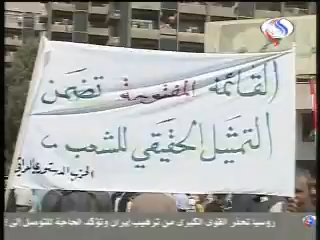 القائمة المفتوحة تضمن
التمثيل الحقيقي للشعب
الحزب الدستوري العراقي
روسيا تحذر القوى الكبرى من ترهيب إيران وتؤكد الحاجة للتوصل إلى